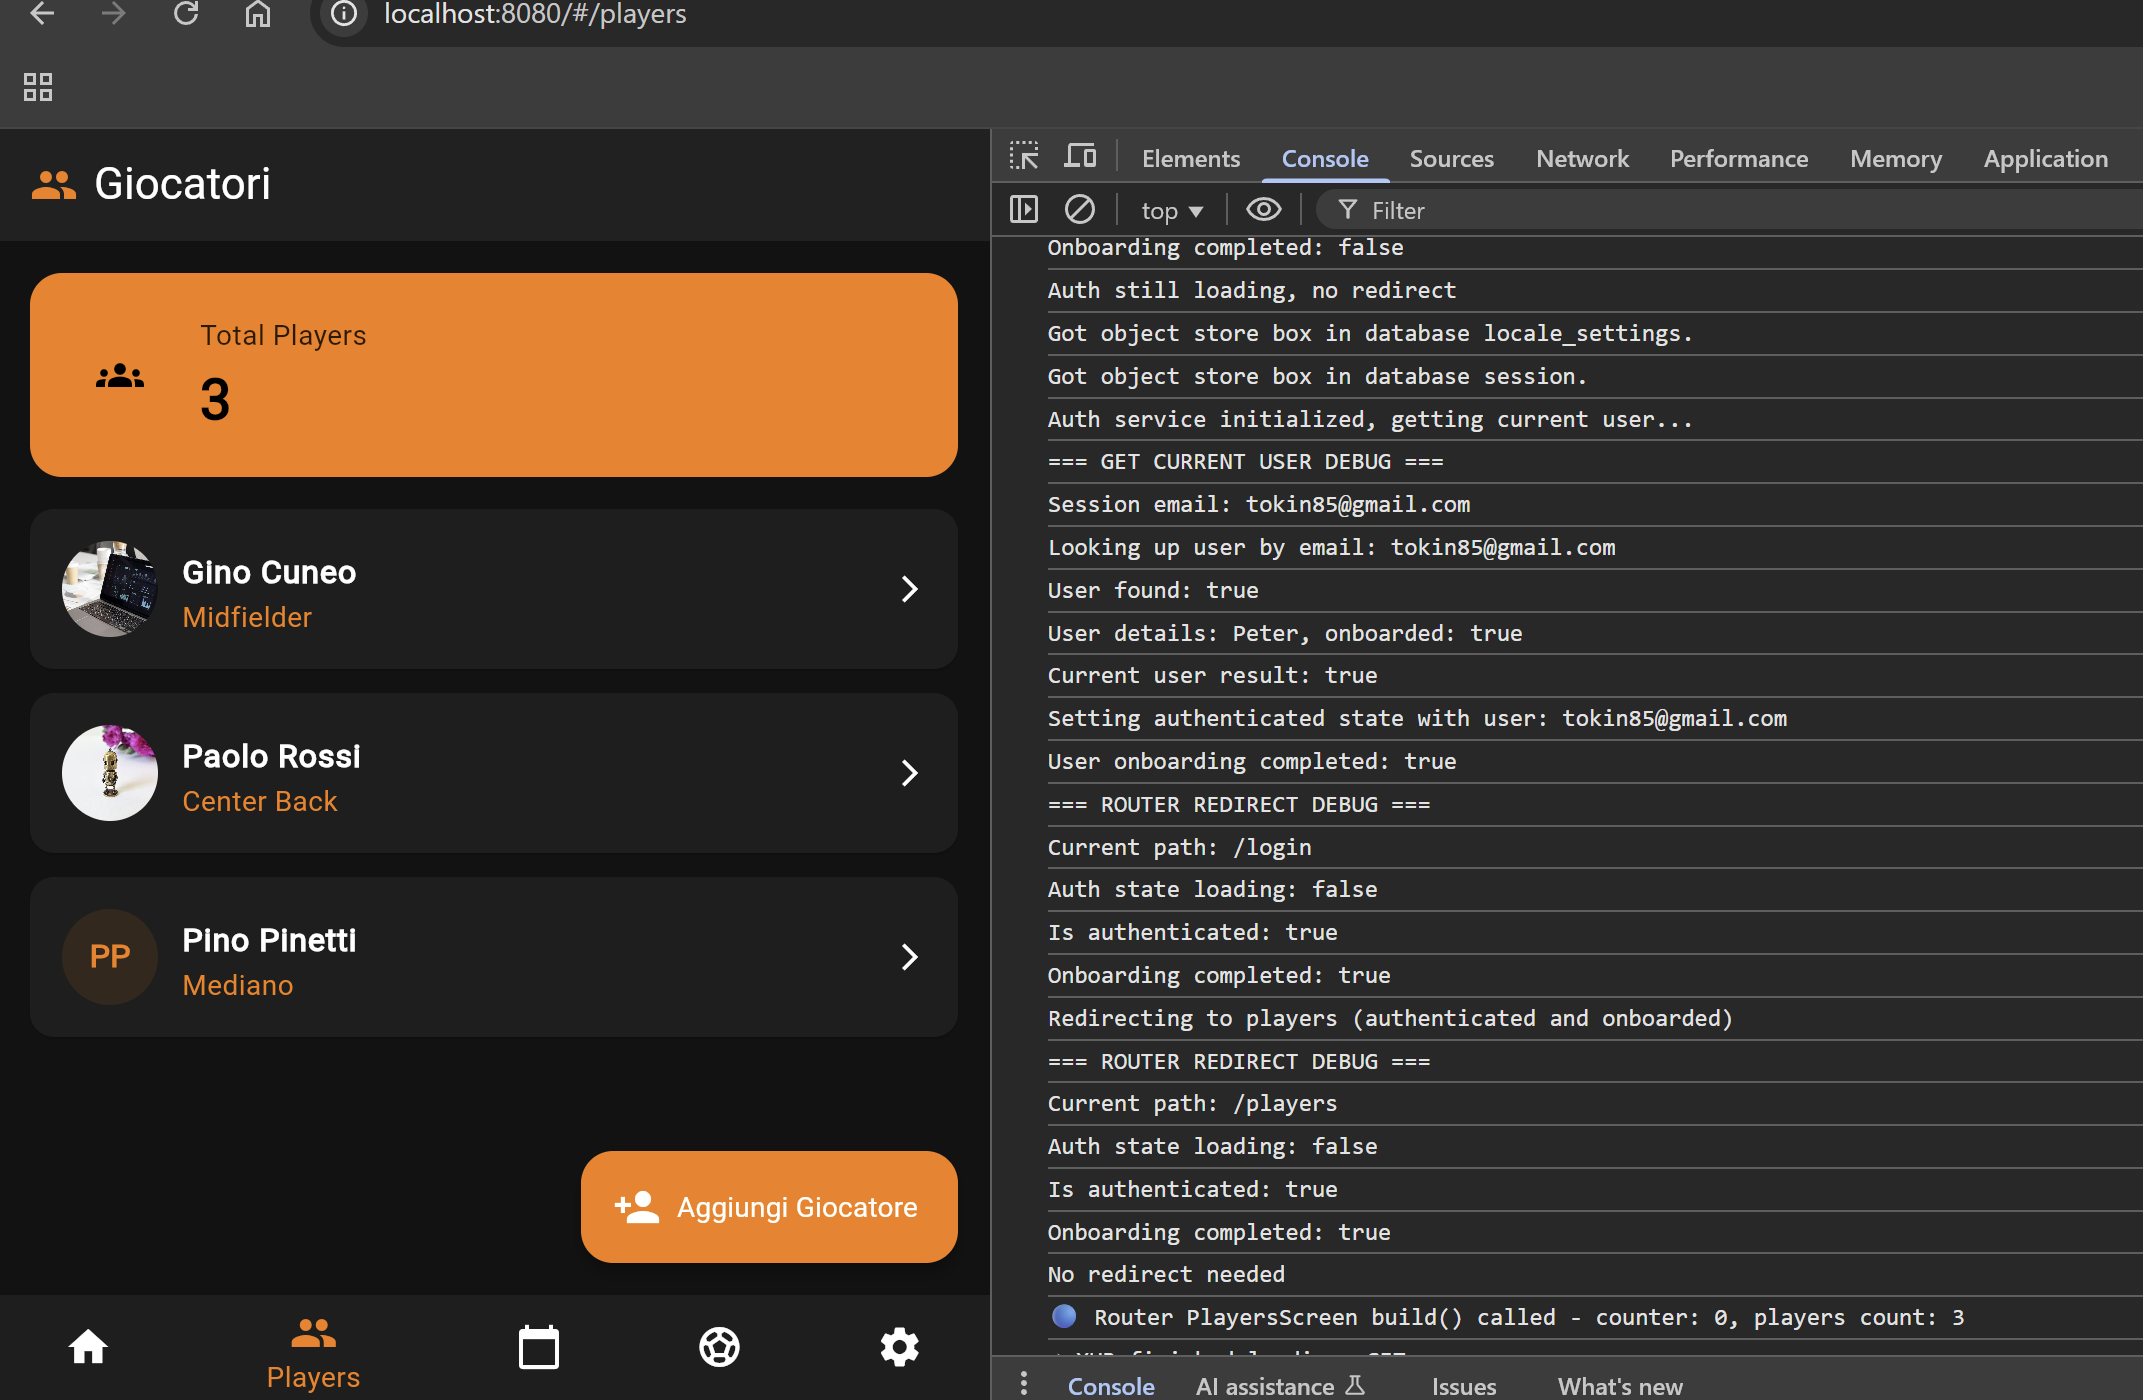 localhost:8080/#/players
Giocatori
Total Players
3
Gino Cuneo
Midfielder
Paolo Rossi
Center Back
PP
Pino Pinetti
Mediano
Aggiungi Giocatore
Players
Elements Console Sources Network Performance Memory Application
top Filter
Onboarding completed: false
Auth still loading, no redirect
Got object store box in database locale_settings.
Got object store box in database session.
Auth service initialized, getting current user...
=== GET CURRENT USER DEBUG ===
Session email: tokin85@gmail.com
Looking up user by email: tokin85@gmail.com
User found: true
User details: Peter, onboarded: true
Current user result: true
Setting authenticated state with user: tokin85@gmail.com
User onboarding completed: true
=== ROUTER REDIRECT DEBUG ===
Current path: /login
Auth state loading: false
Is authenticated: true
Onboarding completed: true
Redirecting to players (authenticated and onboarded)
=== ROUTER REDIRECT DEBUG ===
Current path: /players
Auth state loading: false
Is authenticated: true
Onboarding completed: true
No redirect needed
Router PlayersScreen build() called - counter: 0, players count: 3
Console AI assistance Issues What's new